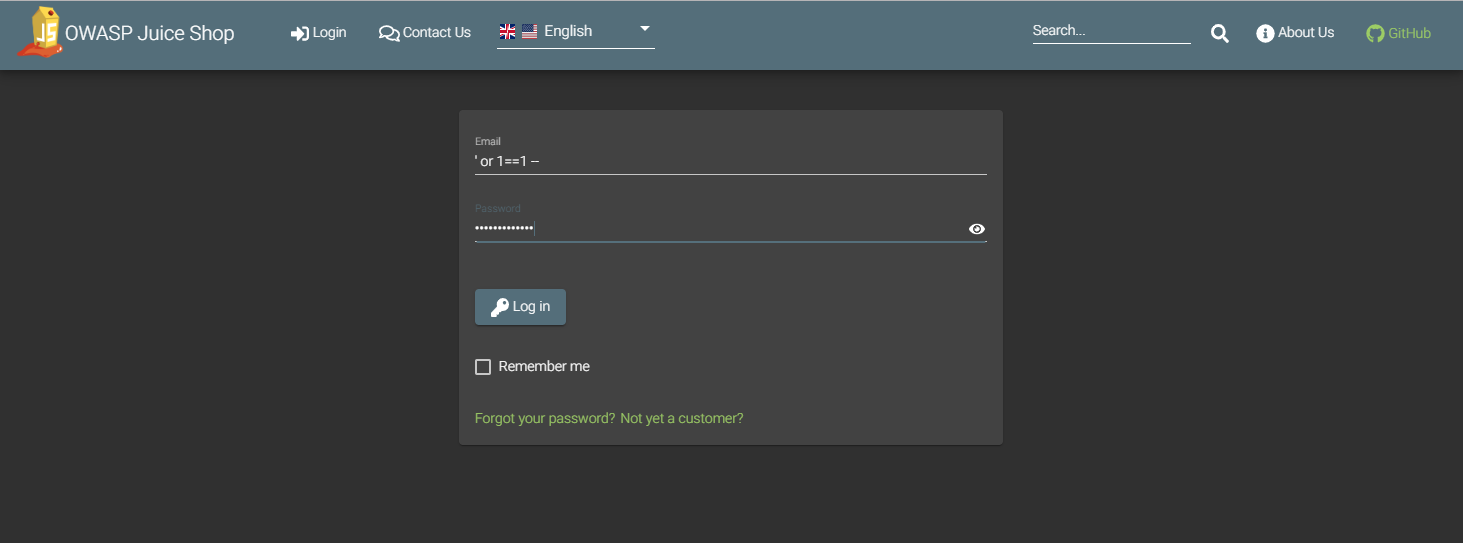 JS OWASP Juice Shop Login Contact Us English Search... About Us GitHub
Email
' or 1==1 --
Password
•••••••••••••
Log in
Remember me
Forgot your password? Not yet a customer?